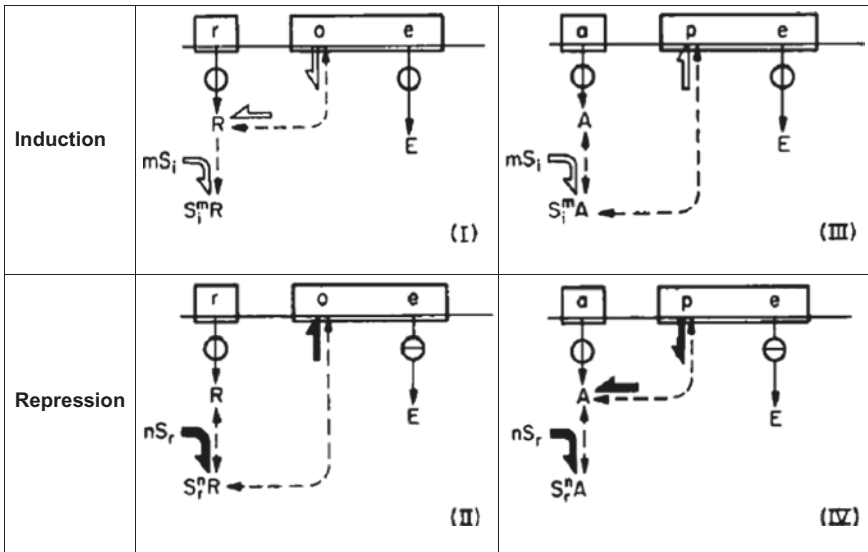 Induction
r o e
R
E
mSᵢ
SᵢᵐR
(I)
a p e
A
E
mSᵢ
SᵢᵐA
(III)
Repression
r o e
R
E
nSᵣ
SᵣⁿR
(II)
a p e
A
E
nSᵣ
SᵣⁿA
(IV)